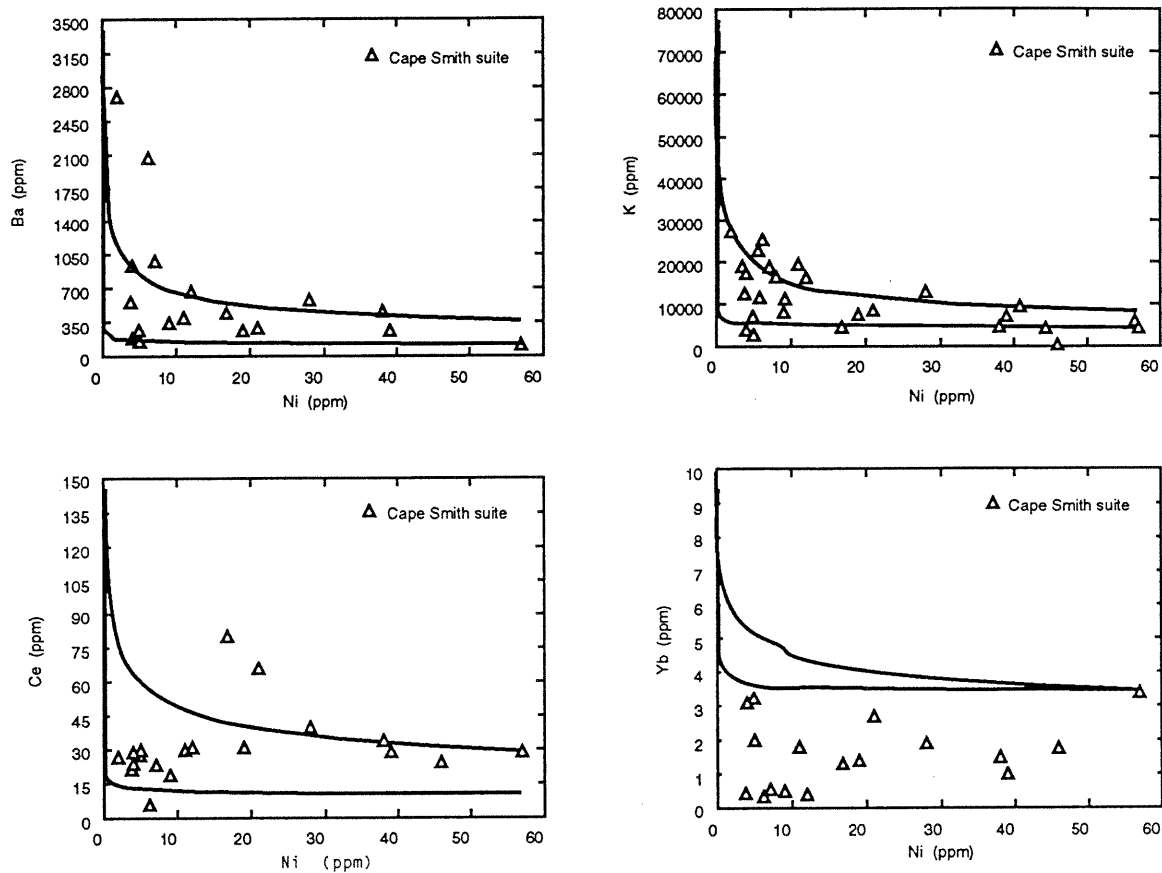 Ba (ppm)
3500
3150
2800
2450
2100
1750
1400
1050
700
350
0
Cape Smith suite
0 10 20 30 40 50 60
Ni (ppm)
K (ppm)
80000
70000
60000
50000
40000
30000
20000
10000
0
Cape Smith suite
0 10 20 30 40 50 60
Ni (ppm)
Ce (ppm)
150
135
120
105
90
75
60
45
30
15
0
Cape Smith suite
0 10 20 30 40 50 60
Ni (ppm)
Yb (ppm)
10
9
8
7
6
5
4
3
2
1
0
Cape Smith suite
0 10 20 30 40 50 60
Ni (ppm)